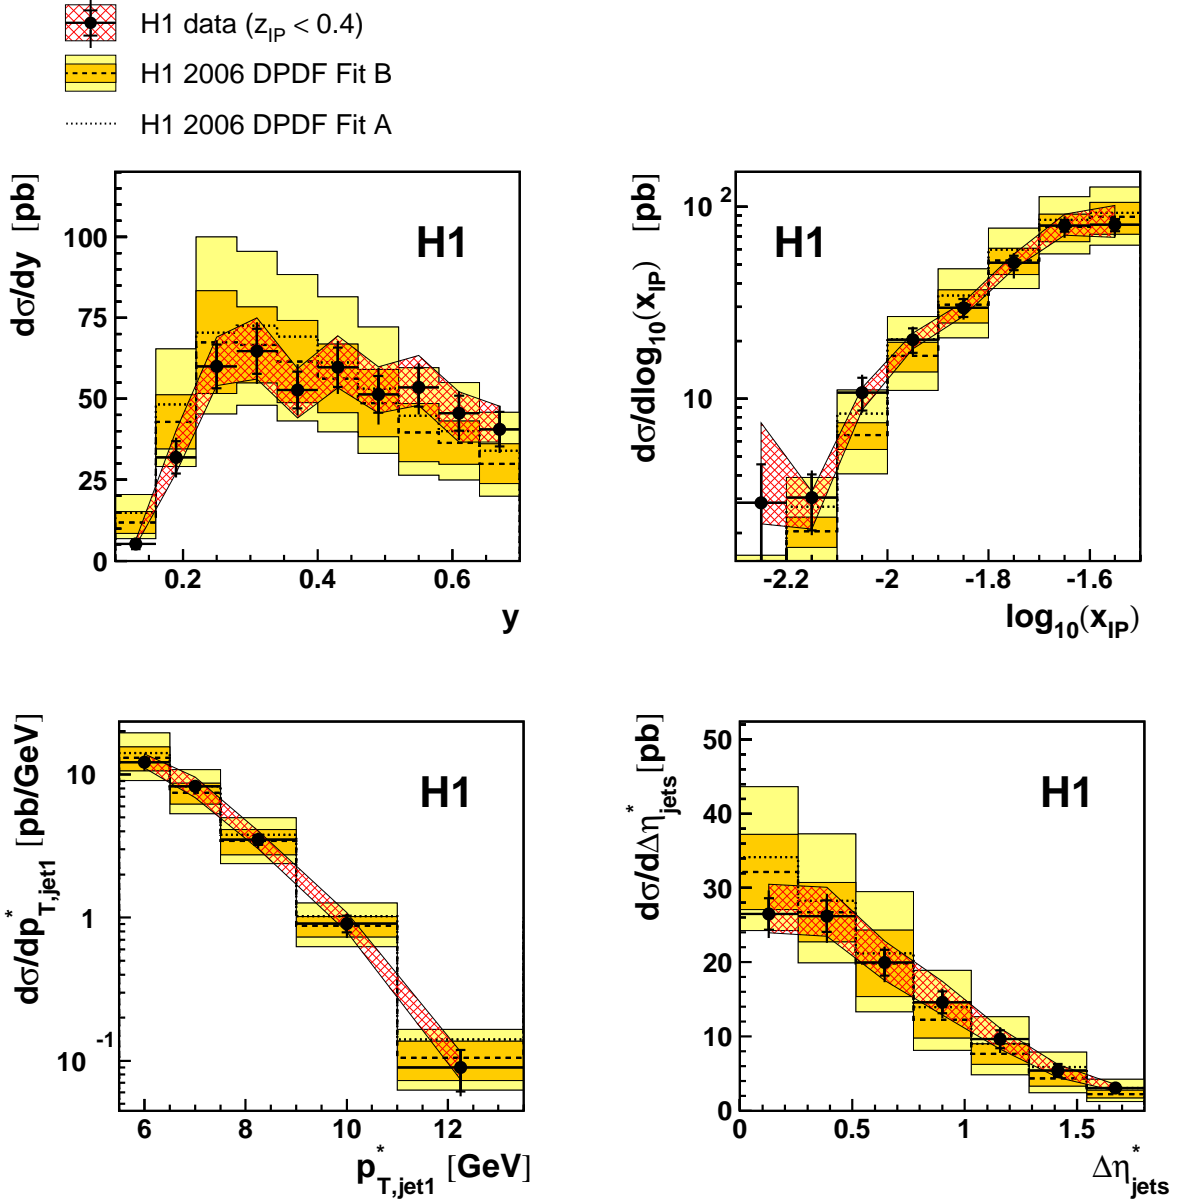 H1 data (z_IP < 0.4)
H1 2006 DPDF Fit B
H1 2006 DPDF Fit A
dσ/dy [pb]
H1
100
75
50
25
0
0.2 0.4 0.6
y
dσ/dlog₁₀(x_IP) [pb]
H1
10²
10
-2.2 -2 -1.8 -1.6
log₁₀(x_IP)
dσ/dp*_T,jet1 [pb/GeV]
H1
10
1
10⁻¹
6 8 10 12
p*_T,jet1 [GeV]
dσ/dΔη*_jets [pb]
H1
50
40
30
20
10
0
0 0.5 1 1.5
Δη*_jets